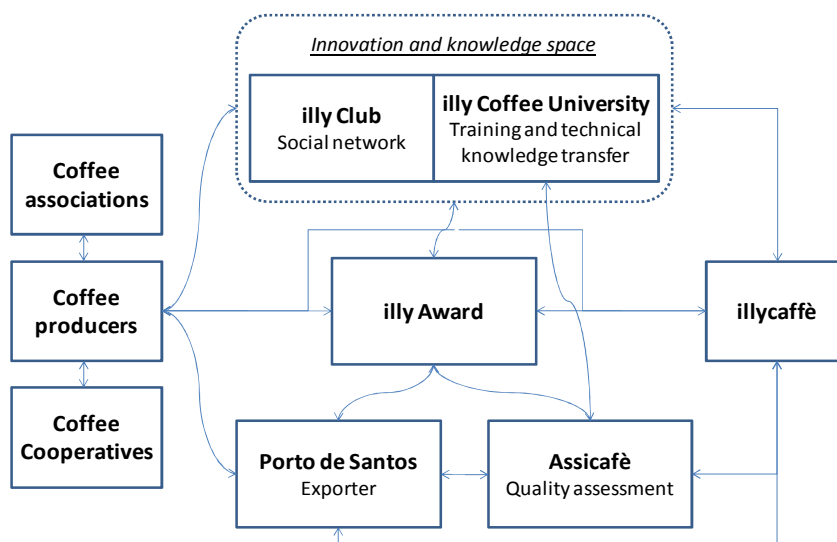 Innovation and knowledge space
illy Club
Social network
illy Coffee University
Training and technical
knowledge transfer
Coffee
associations
Coffee
producers
illy Award
illycaffè
Coffee
Cooperatives
Porto de Santos
Exporter
Assicafè
Quality assessment